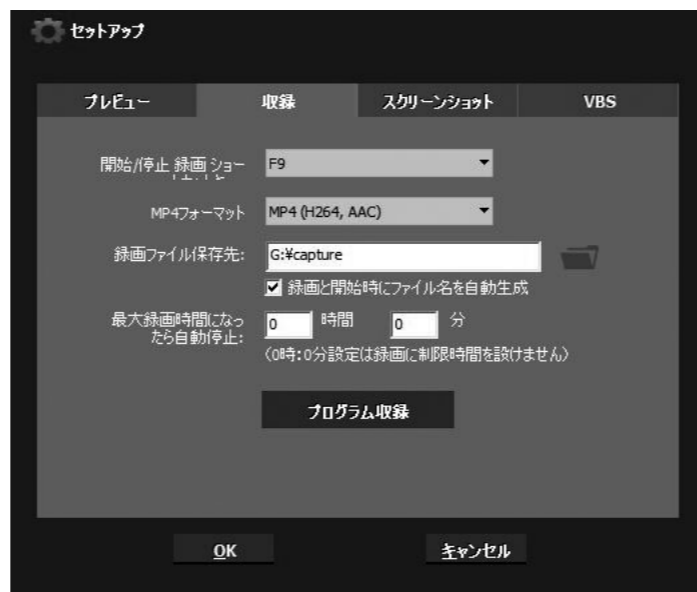 セットアップ
プレビュー 収録 スクリーンショット VBS
開始/停止 録画 ショー
F9
MP4フォーマット MP4 (H264, AAC)
録画ファイル保存先: G:¥capture
録画と開始時にファイル名を自動生成
最大録画時間になっ
たら自動停止:
0 時間 0 分
(0時:0分設定は録画に制限時間を設けません)
プログラム収録
OK キャンセル